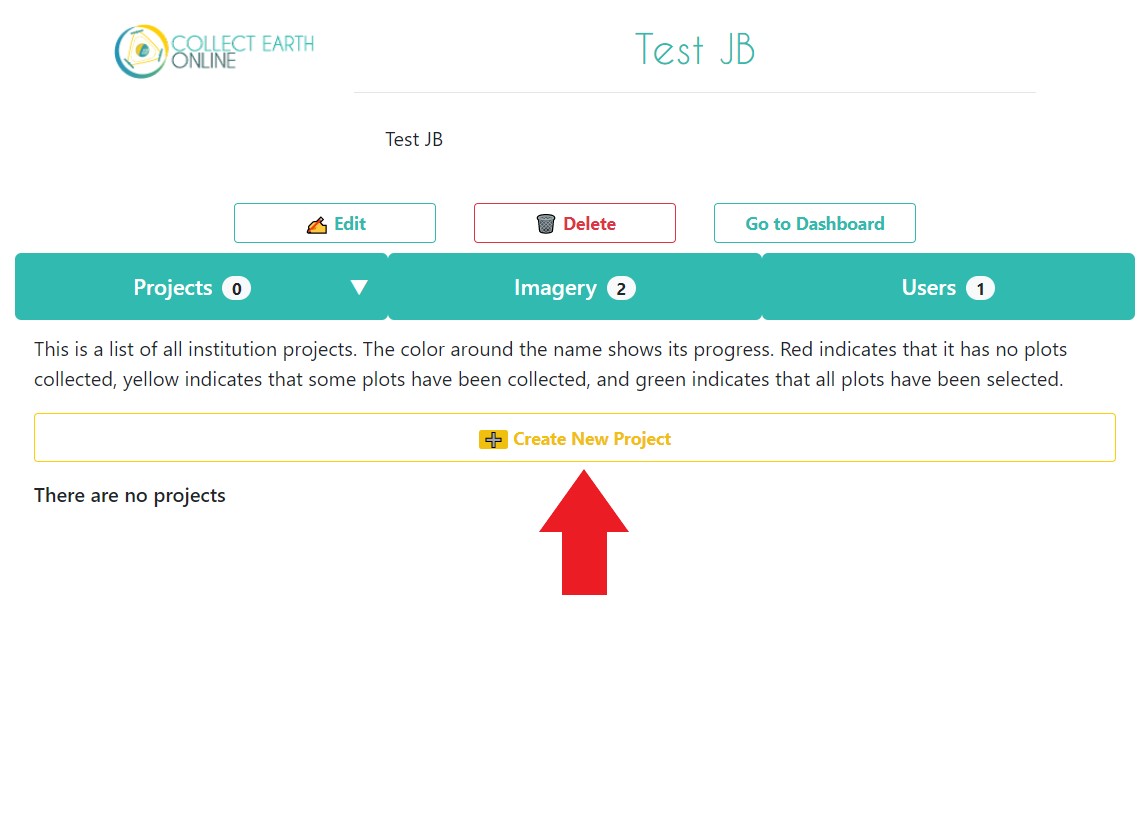 COLLECT EARTH
ONLINE
Test JB
Test JB
Edit
Delete
Go to Dashboard
Projects 0
Imagery 2
Users 1
This is a list of all institution projects. The color around the name shows its progress. Red indicates that it has no plots
collected, yellow indicates that some plots have been collected, and green indicates that all plots have been selected.
Create New Project
There are no projects